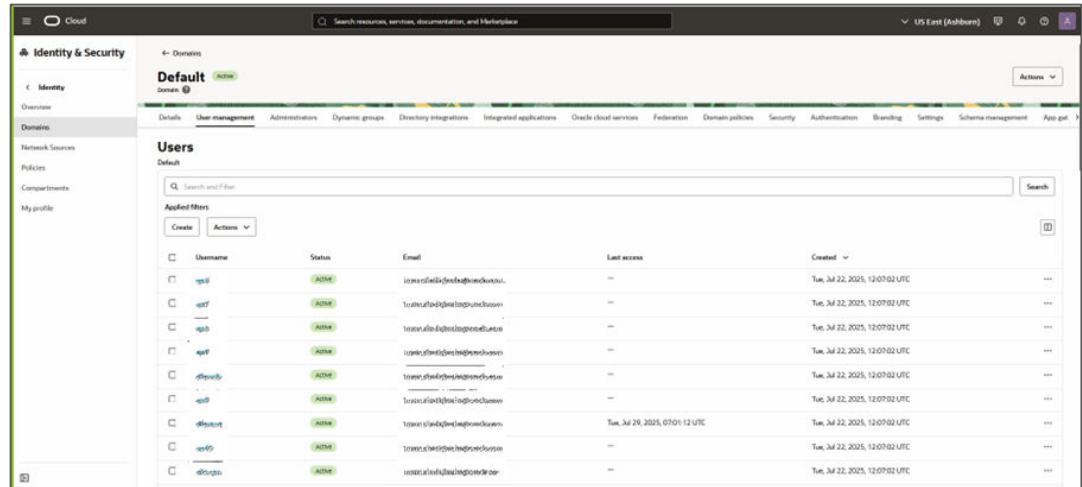 Cloud
Search resources, services, documentation, and Marketplace
US East (Ashburn)
Identity & Security
Identity
Overview
Domains
Network Sources
Policies
Compartments
My profile
Domains
Default Active
Domain
Actions
Details User management Administrators Dynamic groups Directory integrations Integrated applications Oracle cloud services Federation Domain policies Security Authentication Branding Settings Schema management App gat
Users
Default
Search and Filter
Search
Applied filters
Create Actions
Username Status Email Last access Created
Active — Tue, Jul 22, 2025, 12:07:02 UTC
Active — Tue, Jul 22, 2025, 12:07:02 UTC
Active — Tue, Jul 22, 2025, 12:07:02 UTC
Active — Tue, Jul 22, 2025, 12:07:02 UTC
Active — Tue, Jul 22, 2025, 12:07:02 UTC
Active — Tue, Jul 22, 2025, 12:07:02 UTC
Active Tue, Jul 29, 2025, 07:01:12 UTC Tue, Jul 22, 2025, 12:07:02 UTC
Active — Tue, Jul 22, 2025, 12:07:02 UTC
Active — Tue, Jul 22, 2025, 12:07:02 UTC